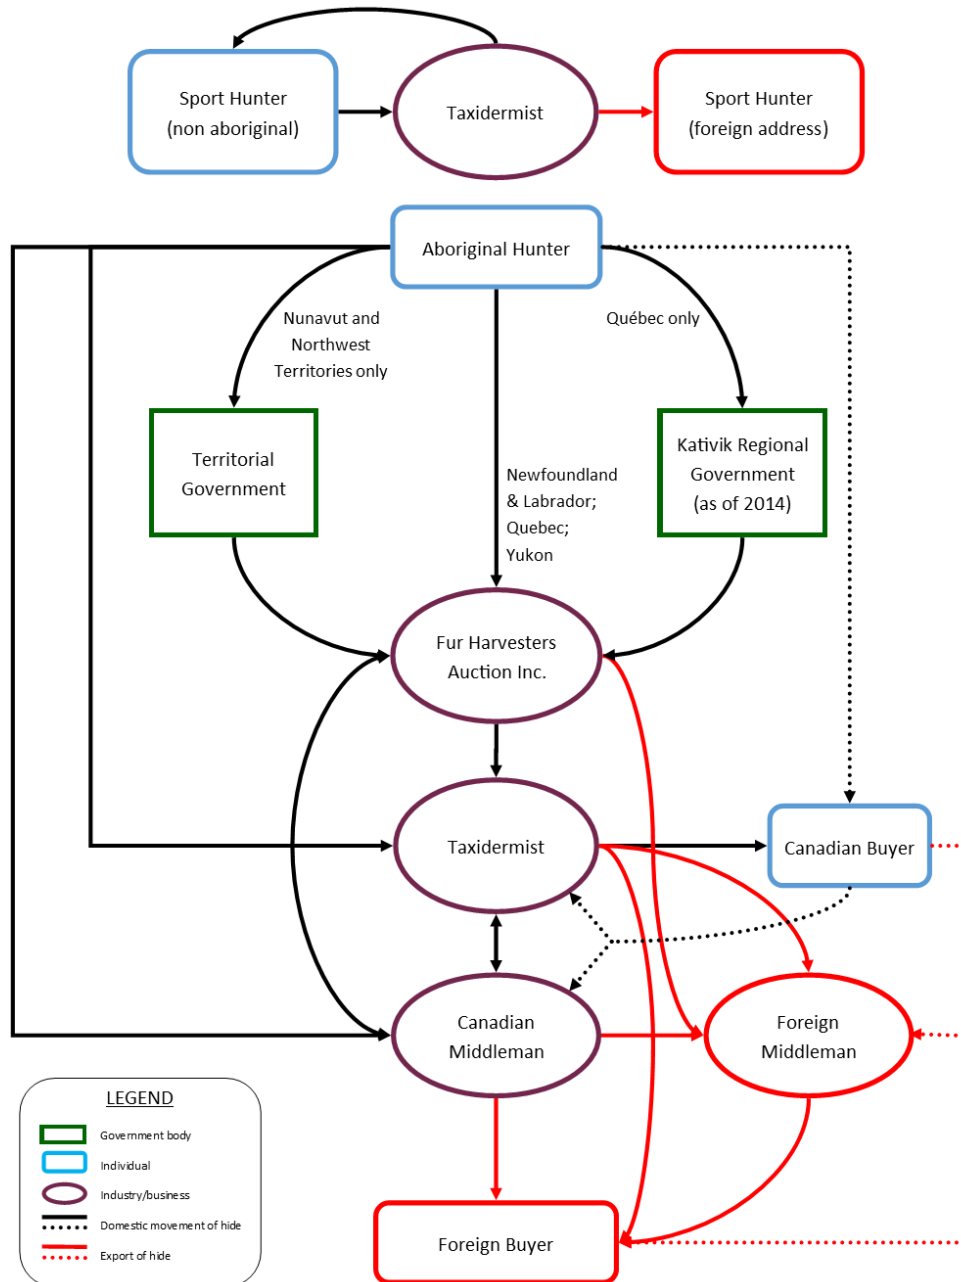 Sport Hunter
(non aboriginal)
Taxidermist
Sport Hunter
(foreign address)
Aboriginal Hunter
Nunavut and
Northwest
Territories only
Québec only
Territorial
Government
Kativik Regional
Government
(as of 2014)
Newfoundland
& Labrador;
Quebec;
Yukon
Fur Harvesters
Auction Inc.
Taxidermist
Canadian Buyer
Canadian
Middleman
Foreign
Middleman
Foreign Buyer
LEGEND
Government body
Individual
Industry/business
Domestic movement of hide
Export of hide